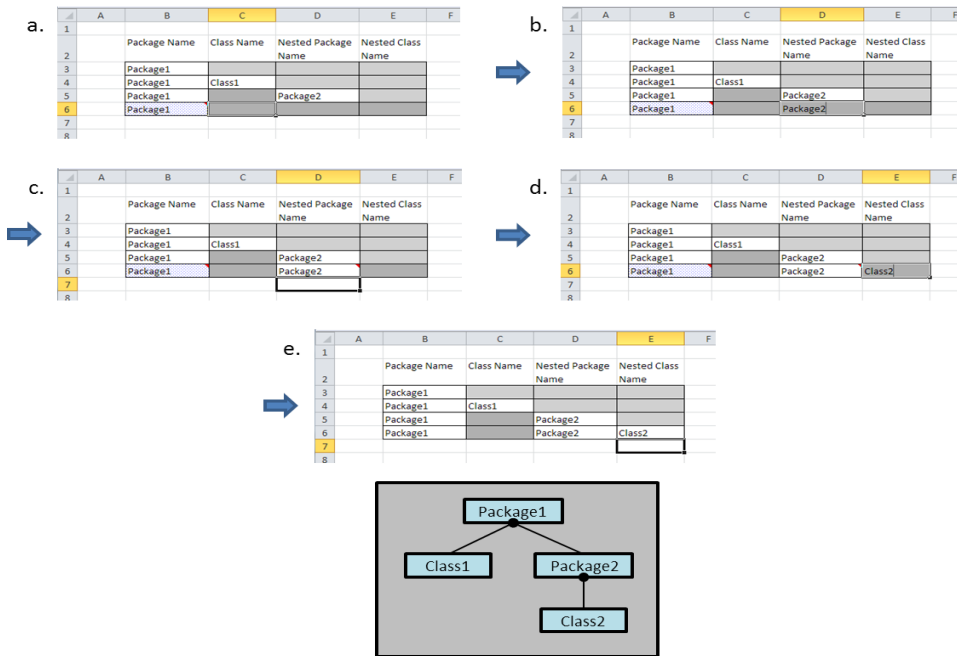 a.
A B C D E F
1
2 Package Name Class Name Nested Package Name Nested Class Name
3 Package1
4 Package1 Class1
5 Package1 Package2
6 Package1
7
8
b.
A B C D E F
1
2 Package Name Class Name Nested Package Name Nested Class Name
3 Package1
4 Package1 Class1
5 Package1 Package2
6 Package1 Package2
7
8
c.
A B C D E F
1
2 Package Name Class Name Nested Package Name Nested Class Name
3 Package1
4 Package1 Class1
5 Package1 Package2
6 Package1 Package2
7
8
d.
A B C D E F
1
2 Package Name Class Name Nested Package Name Nested Class Name
3 Package1
4 Package1 Class1
5 Package1 Package2
6 Package1 Package2 Class2
7
8
e.
A B C D E F
1
2 Package Name Class Name Nested Package Name Nested Class Name
3 Package1
4 Package1 Class1
5 Package1 Package2
6 Package1 Package2 Class2
7
8
Package1
Class1 Package2
Class2